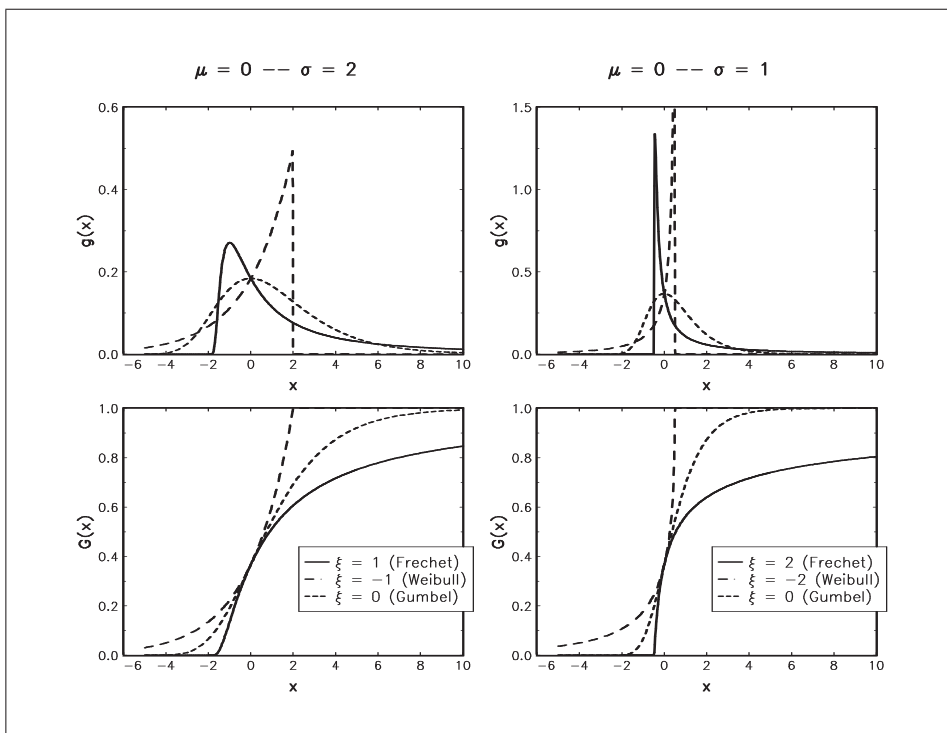 μ = 0 –– σ = 2
0.6
0.4
0.2
0.0
g(x)
−6 −4 −2 0 2 4 6 8 10
x
μ = 0 –– σ = 1
1.5
1.0
0.5
0.0
g(x)
−6 −4 −2 0 2 4 6 8 10
x
1.0
0.8
0.6
0.4
0.2
0.0
G(x)
ξ = 1 (Frechet)
ξ = −1 (Weibull)
ξ = 0 (Gumbel)
−6 −4 −2 0 2 4 6 8 10
x
1.0
0.8
0.6
0.4
0.2
0.0
G(x)
ξ = 2 (Frechet)
ξ = −2 (Weibull)
ξ = 0 (Gumbel)
−6 −4 −2 0 2 4 6 8 10
x